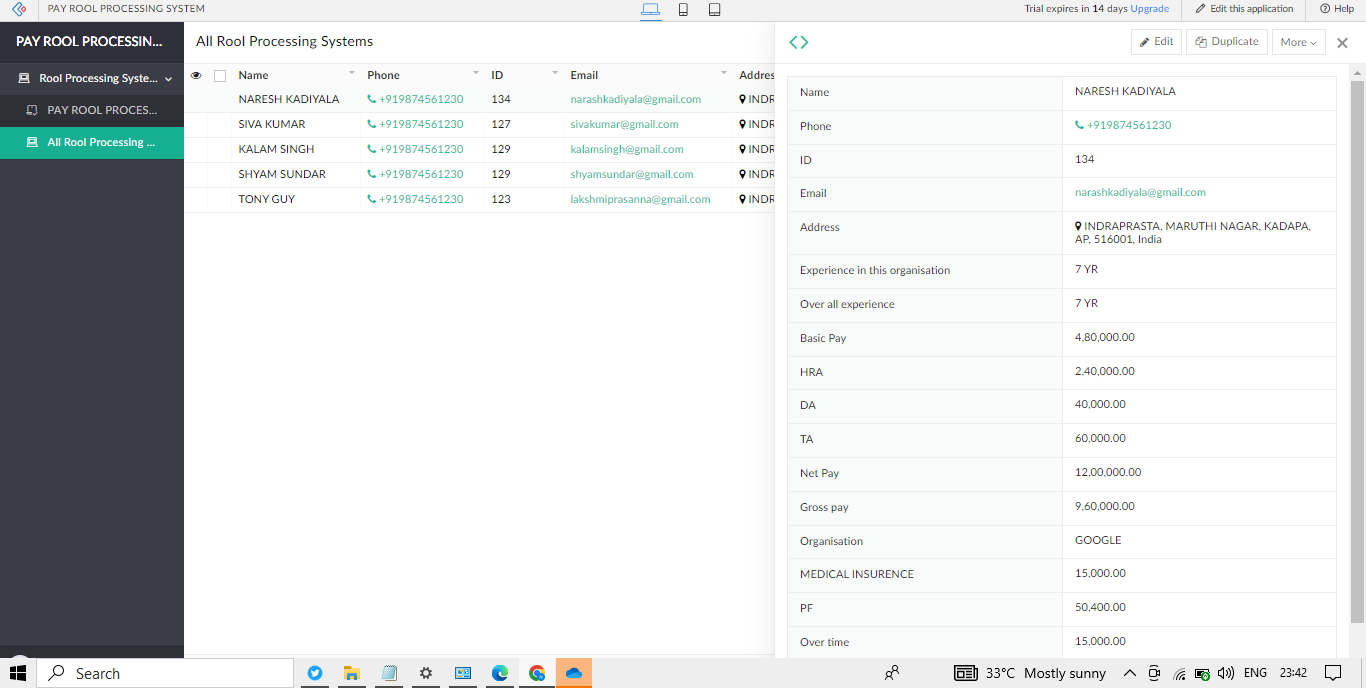 PAY ROOL PROCESSING SYSTEM
Trial expires in 14 days Upgrade
Edit this application
Help
PAY ROOL PROCESSIN...
Rool Processing Syste...
PAY ROOL PROCES...
All Rool Processing ...
All Rool Processing Systems
Name Phone ID Email Addres
NARESH KADIYALA +919874561230 134 narashkadiyala@gmail.com INDR
SIVA KUMAR +919874561230 127 sivakumar@gmail.com INDR
KALAM SINGH +919874561230 129 kalamsingh@gmail.com INDR
SHYAM SUNDAR +919874561230 129 shyamsundar@gmail.com INDR
TONY GUY +919874561230 123 lakshmiprasanna@gmail.com INDR
Edit Duplicate More
Name NARESH KADIYALA
Phone +919874561230
ID 134
Email narashkadiyala@gmail.com
Address INDRAPRASTA, MARUTHI NAGAR, KADAPA,
AP, 516001, India
Experience in this organisation 7 YR
Over all experience 7 YR
Basic Pay 4,80,000.00
HRA 2,40,000.00
DA 40,000.00
TA 60,000.00
Net Pay 12,00,000.00
Gross pay 9,60,000.00
Organisation GOOGLE
MEDICAL INSURENCE 15,000.00
PF 50,400.00
Over time 15,000.00
Search
33°C Mostly sunny
ENG 23:42